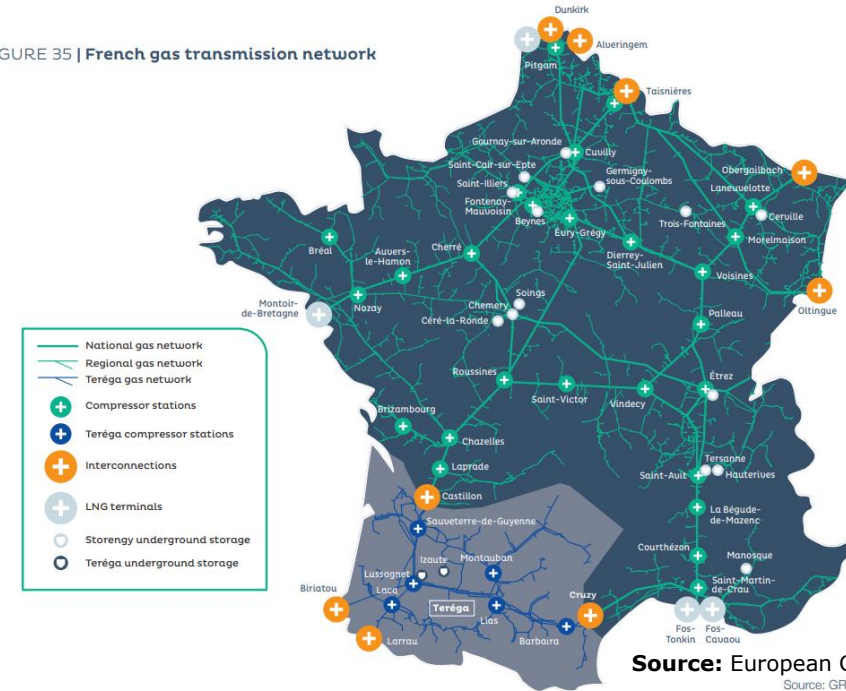 GURE 35 | French gas transmission network
Dunkirk
Alveringem
Pitgam
Taisnières
Gournay-sur-Aronde
Cuvilly
Saint-Cair-sur-Epte
Germigny-
sous-Coulombs
Obergailbach
Saint-Illiers
Laneuvelotte
Fontenay-
Mauvoisin
Beynes
Trois-Fontaines
Cerville
Évry-Grégy
Morelmaison
Bréal
Auvers-
le-Hamon
Cherré
Dierrey-
Saint-Julien
Voisines
Soings
Montoir-
de-Bretagne
Nozay
Chemery
Céré-la-Ronde
Oltingue
Palleau
National gas network
Regional gas network
Teréga gas network
Compressor stations
Teréga compressor stations
Interconnections
LNG terminals
Storengy underground storage
Teréga underground storage
Roussines
Étrez
Saint-Victor
Vindecy
Brizambourg
Chazelles
Laprade
Tersanne
Saint-Avit
Hauterives
Castillon
La Bégude-
de-Mazenc
Sauveterre-de-Guyenne
Courthézon
Izaute
Montauban
Manosque
Lussagnet
Lacq
Saint-Martin-
de-Crau
Biriatou
Teréga
Cruzy
Lias
Barbaira
Larrau
Fos-
Tonkin
Fos-
Cavaou
Source: European G
Source: GR